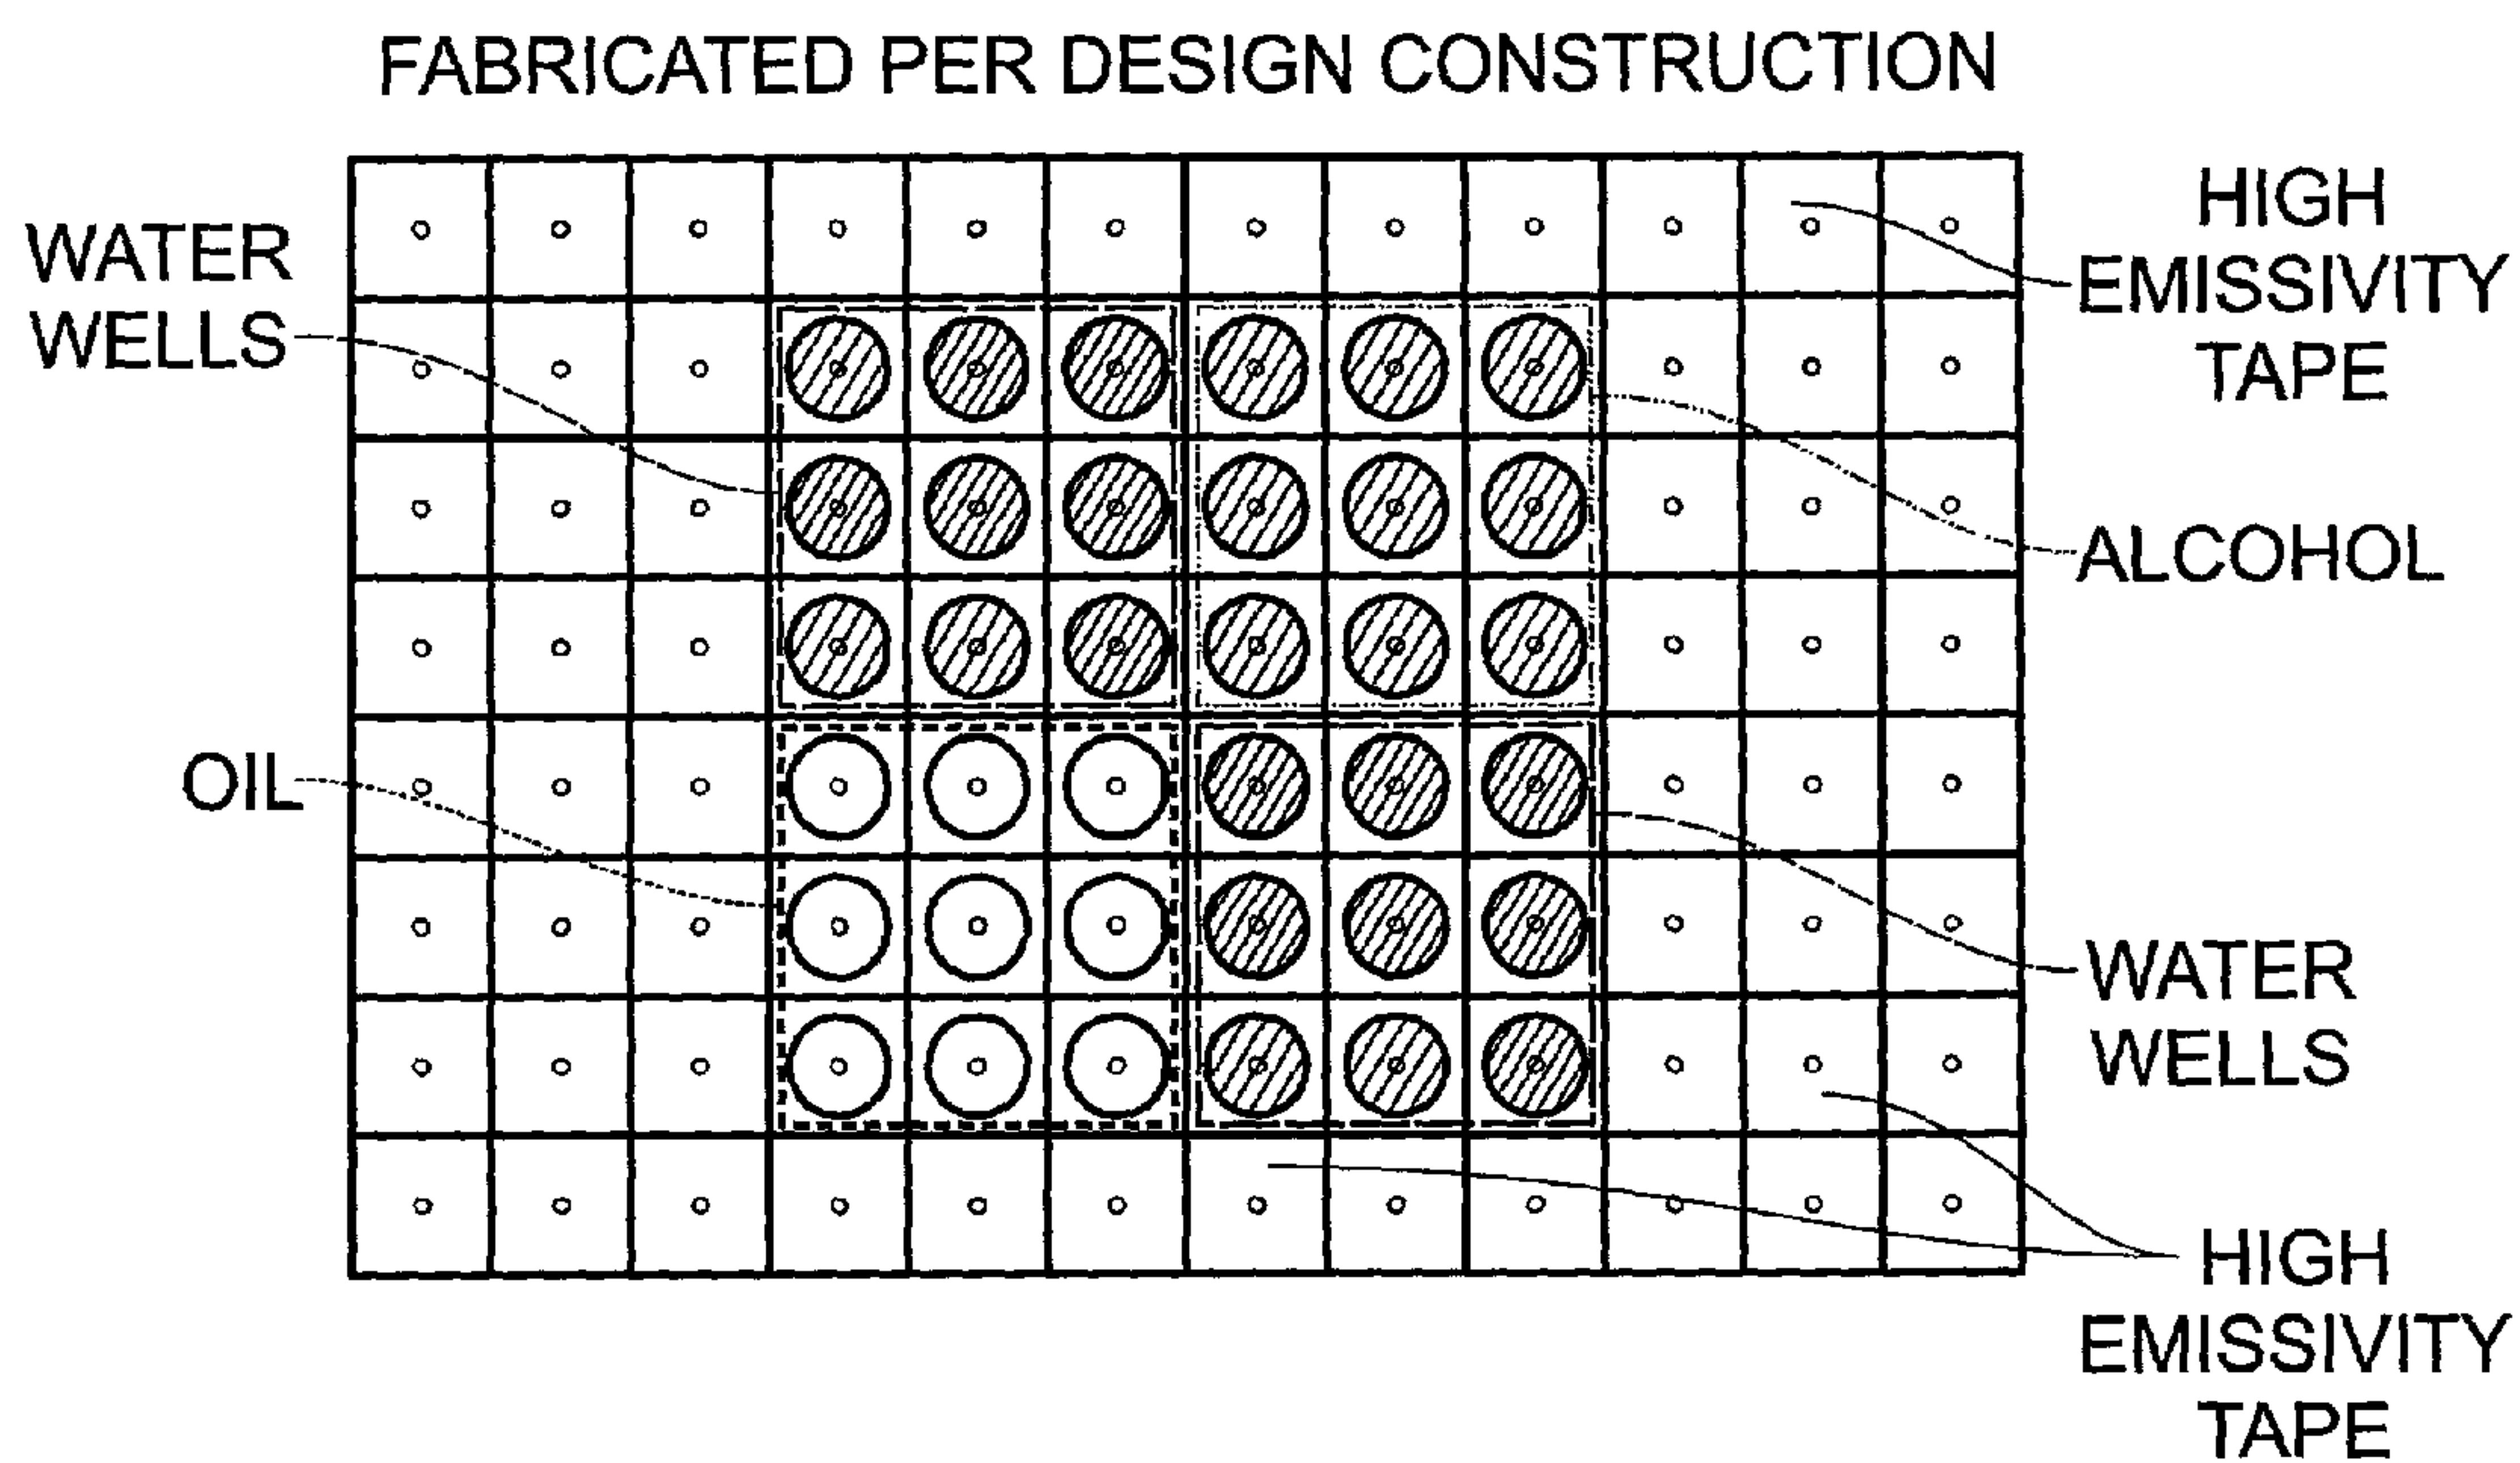 FABRICATED PER DESIGN CONSTRUCTION
WATER
WELLS
HIGH
EMISSIVITY
TAPE
ALCOHOL
OIL
WATER
WELLS
HIGH
EMISSIVITY
TAPE